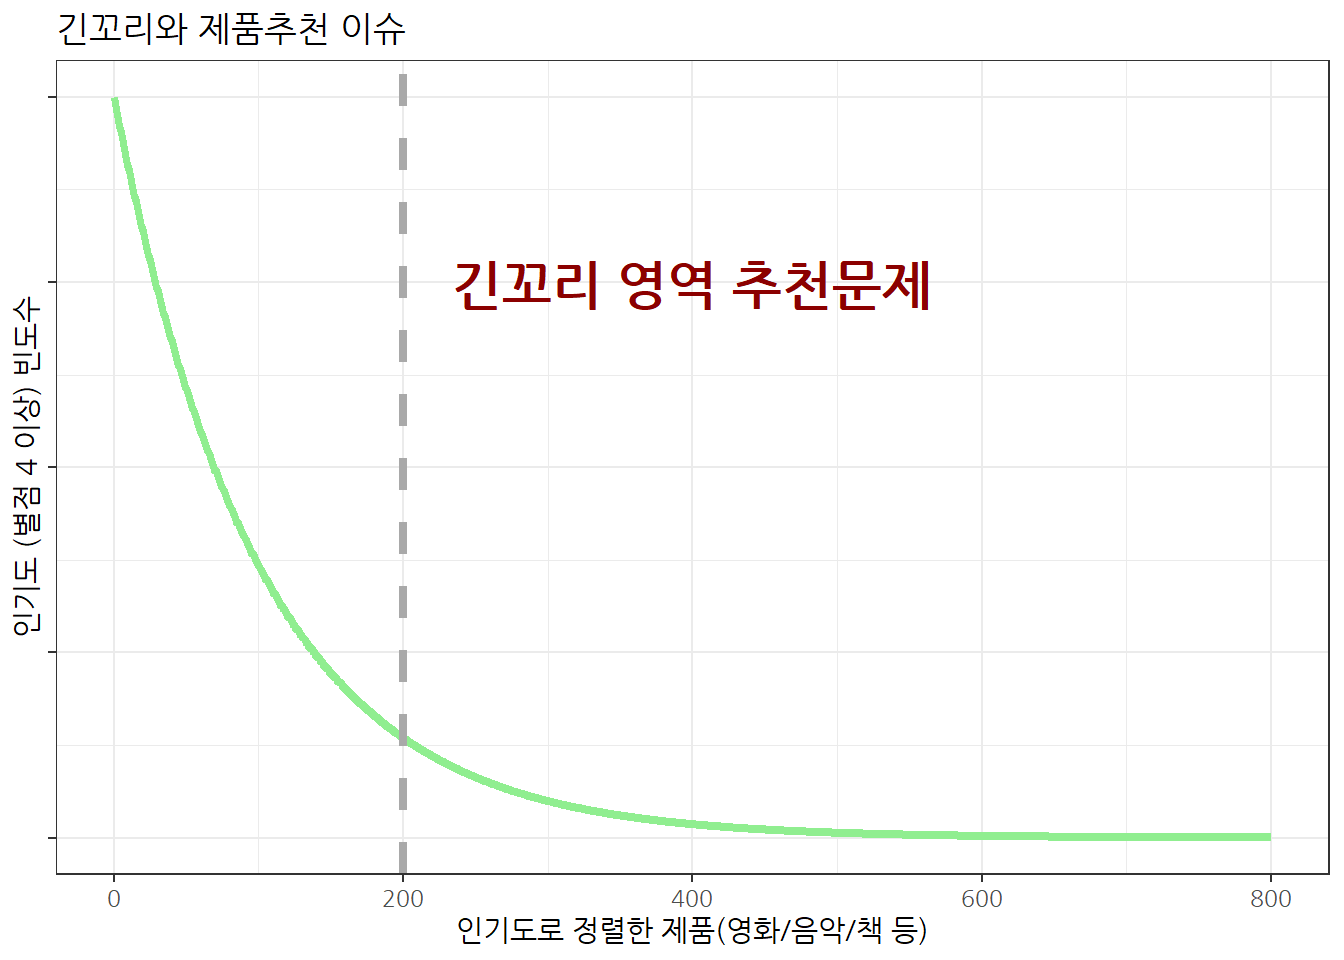 긴꼬리와 제품추천 이슈
긴꼬리 영역 추천문제
인기도 (별점 4 이상) 빈도수
0 200 400 600 800
인기도로 정렬한 제품(영화/음악/책 등)